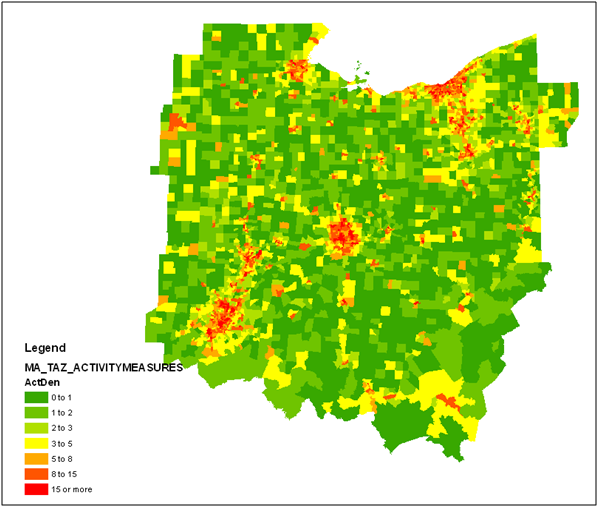 Legend
MA_TAZ_ACTIVITYMEASURES
ActDen
0 to 1
1 to 2
2 to 3
3 to 5
5 to 8
8 to 15
15 or more